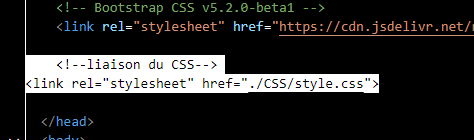 <!-- Bootstrap CSS v5.2.0-beta1 -->
<link rel="stylesheet" href="https://cdn.jsdelivr.net/
<!--liaison du CSS-->
<link rel="stylesheet" href="./CSS/style.css">
</head>
<body>